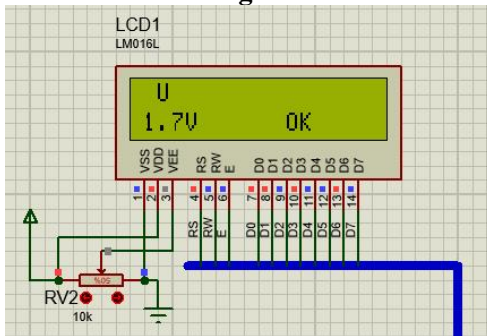 LCD1
LM016L
U
1.7V OK
VSS VDD VEE RS RW E D0 D1 D2 D3 D4 D5 D6 D7
1 2 3 4 5 6 7 8 9 10 11 12 13 14
RS RW E D0 D1 D2 D3 D4 D5 D6 D7
RV2
10k